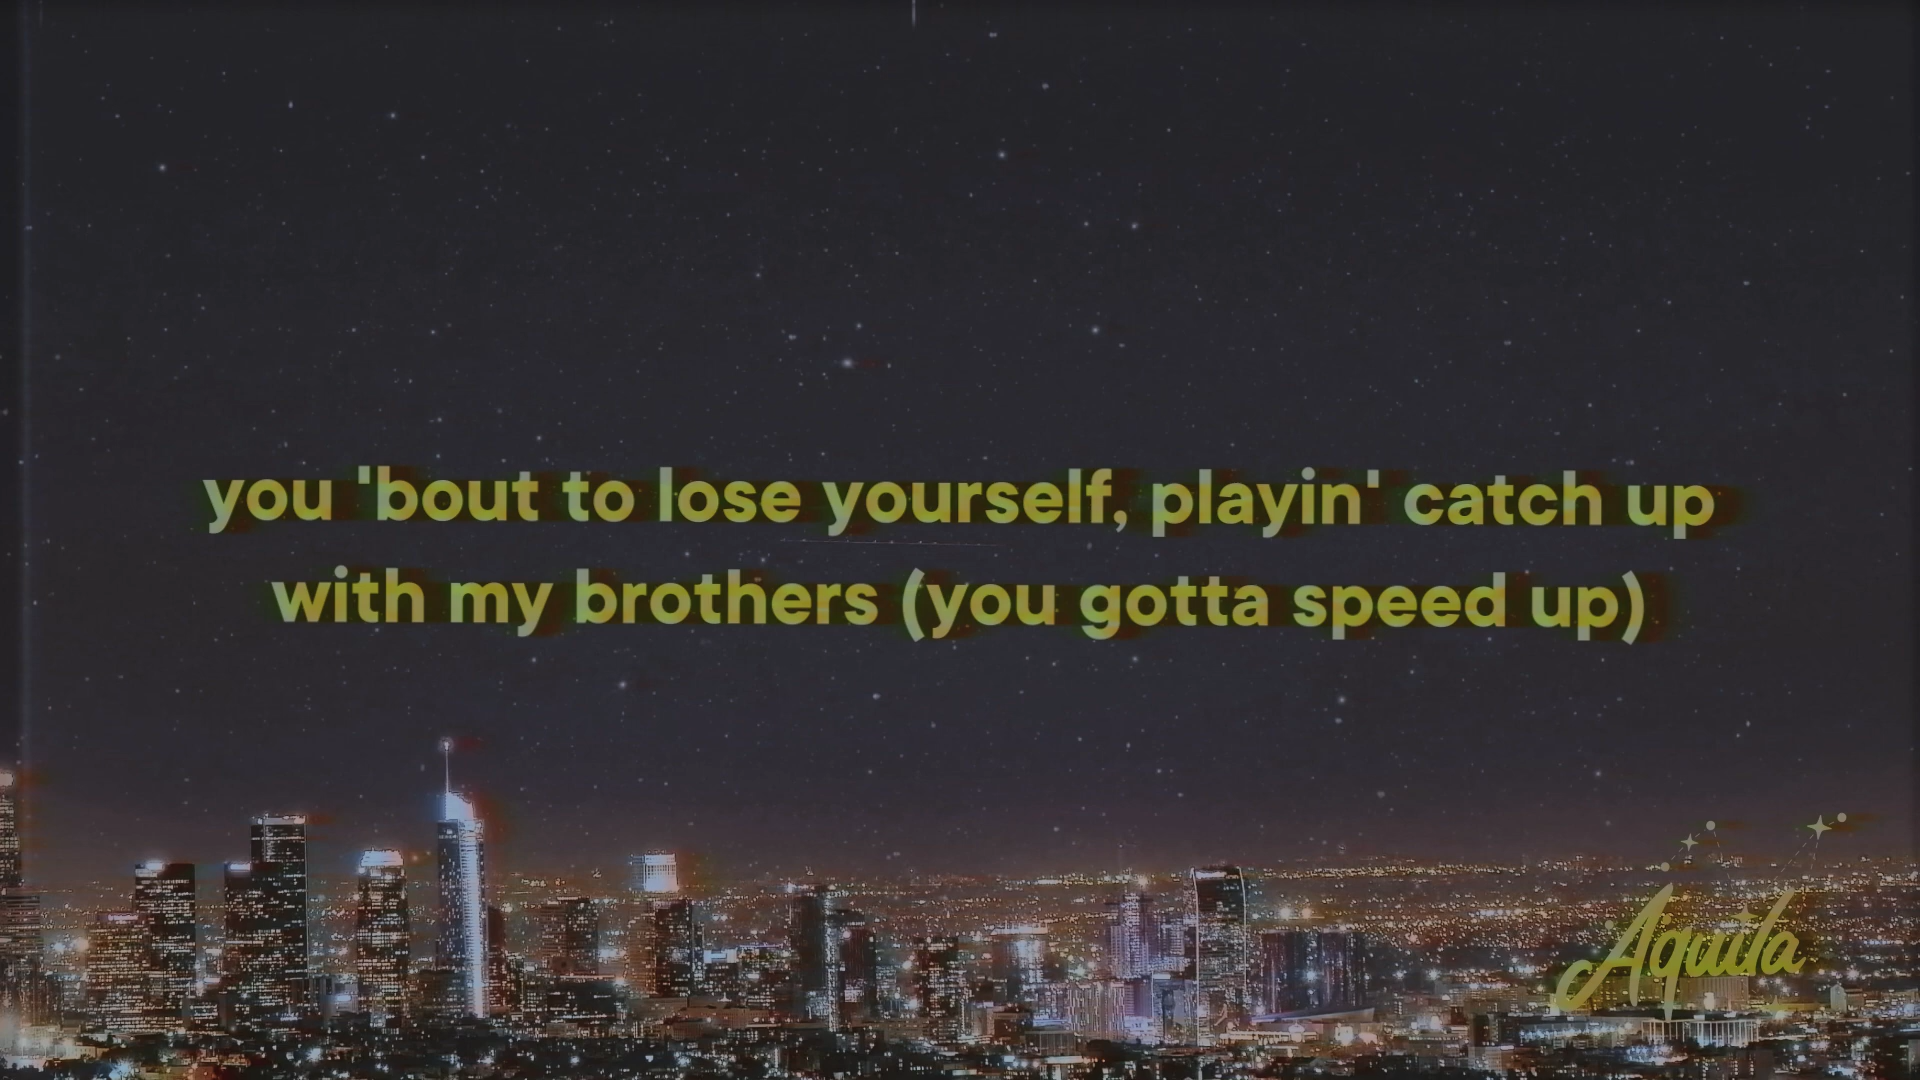 you 'bout to lose yourself, playin' catch up
with my brothers (you gotta speed up)
Aquila